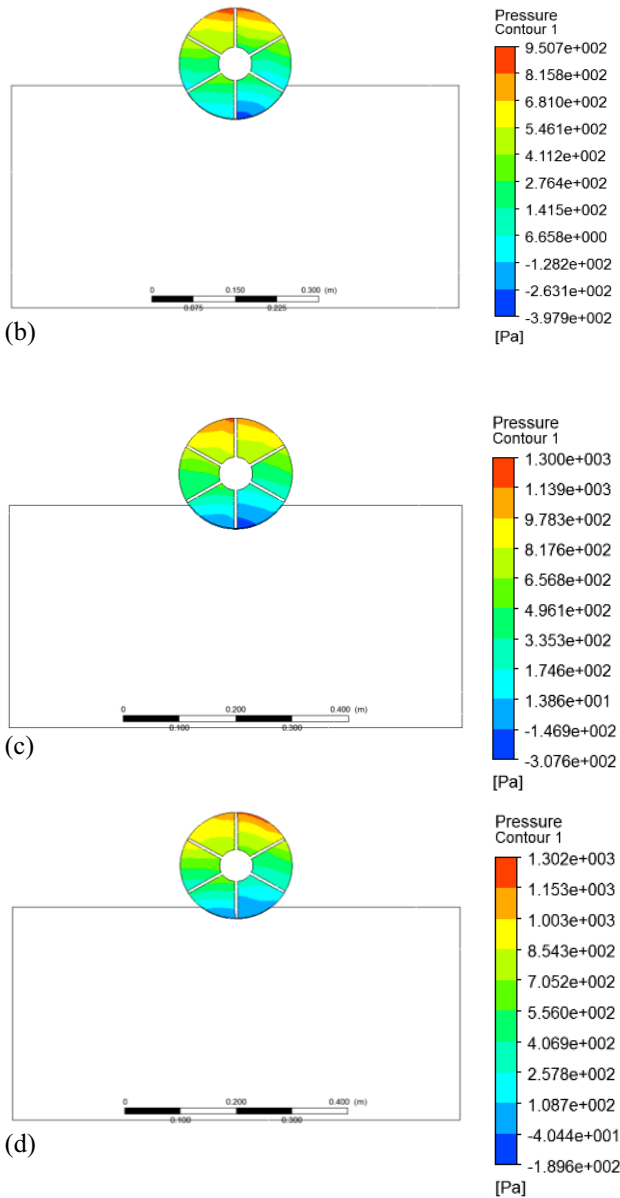 Pressure
Contour 1
9.507e+002
8.158e+002
6.810e+002
5.461e+002
4.112e+002
2.764e+002
1.415e+002
6.658e+000
-1.282e+002
-2.631e+002
-3.979e+002
[Pa]
0 0.150 0.300 (m)
0.075 0.225
(b)
Pressure
Contour 1
1.300e+003
1.139e+003
9.783e+002
8.176e+002
6.568e+002
4.961e+002
3.353e+002
1.746e+002
1.386e+001
-1.469e+002
-3.076e+002
[Pa]
0 0.200 0.400 (m)
0.100 0.300
(c)
Pressure
Contour 1
1.302e+003
1.153e+003
1.003e+003
8.543e+002
7.052e+002
5.560e+002
4.069e+002
2.578e+002
1.087e+002
-4.044e+001
-1.896e+002
[Pa]
0 0.200 0.400 (m)
0.100 0.300
(d)